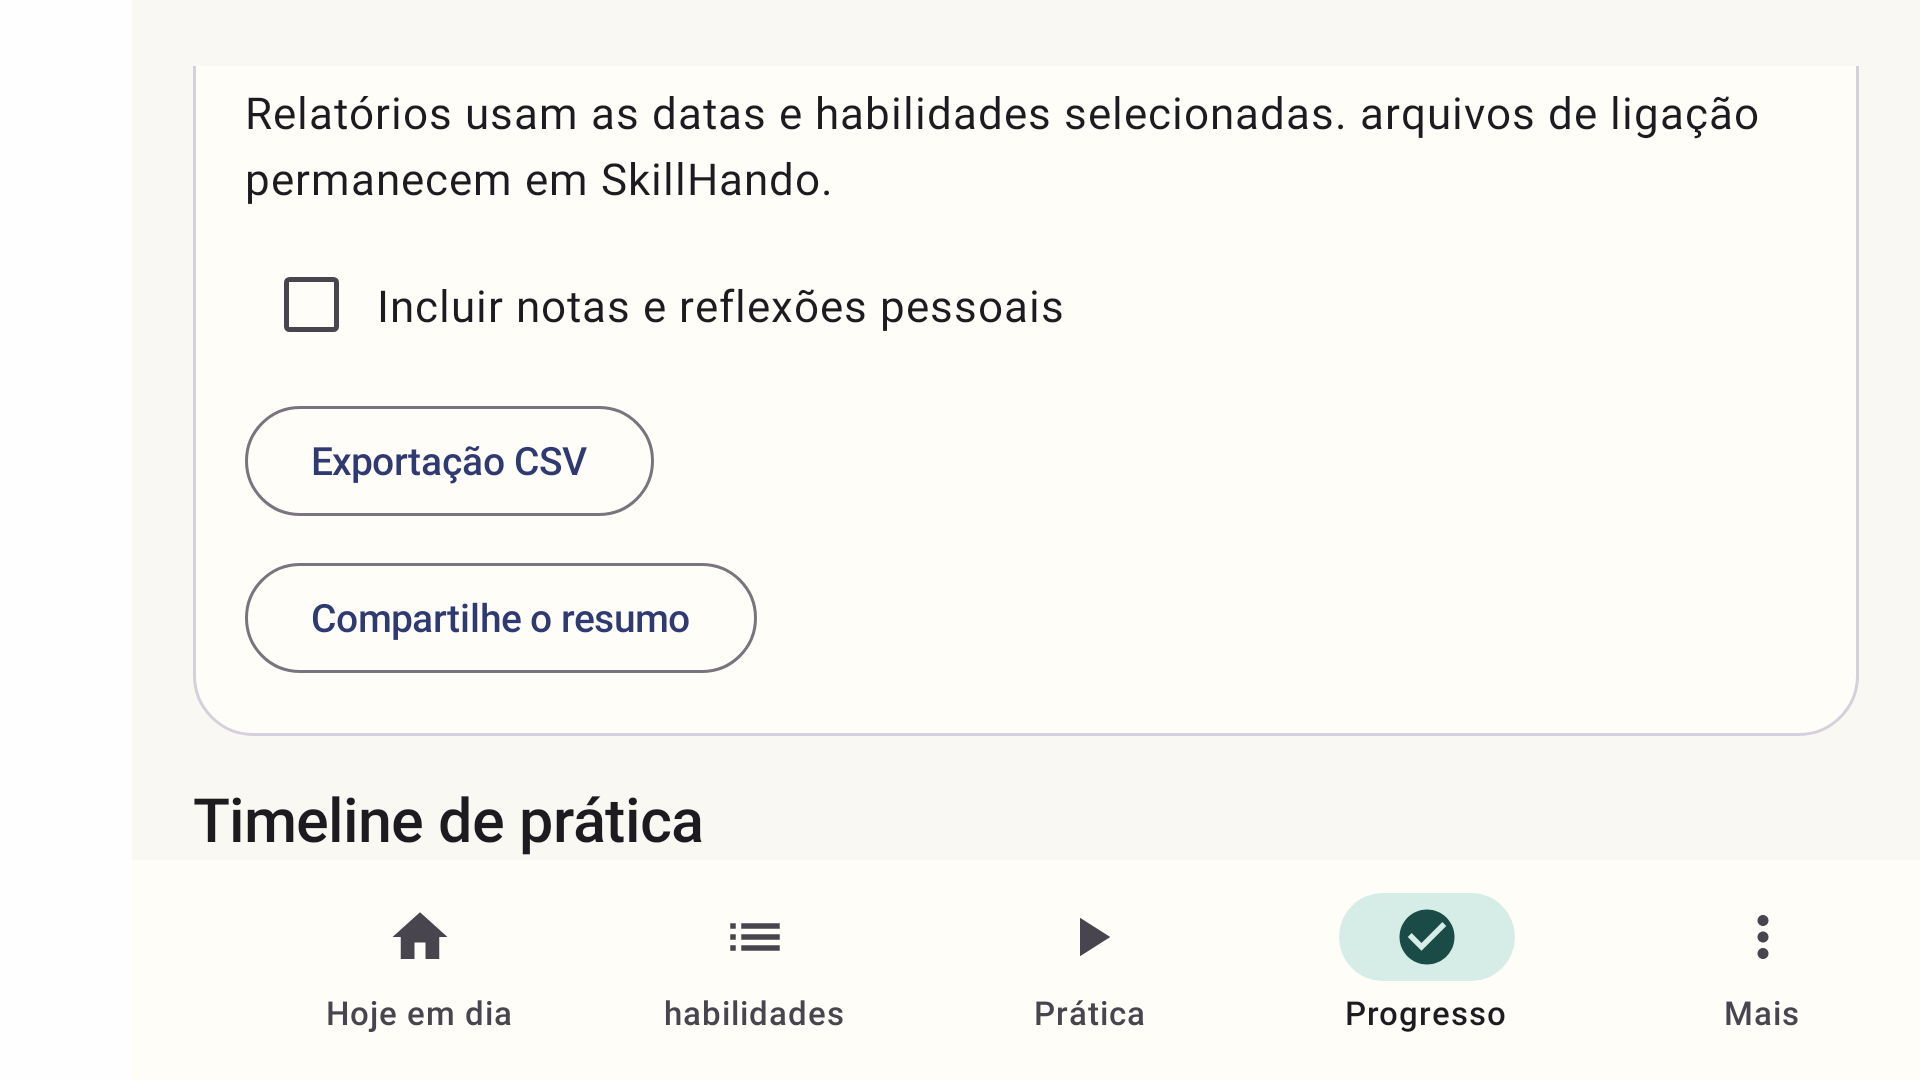 Relatórios usam as datas e habilidades selecionadas. arquivos de ligação
permanecem em SkillHando.
Incluir notas e reflexões pessoais
Exportação CSV
Compartilhe o resumo
Timeline de prática
Hoje em dia
habilidades
Prática
Progresso
Mais